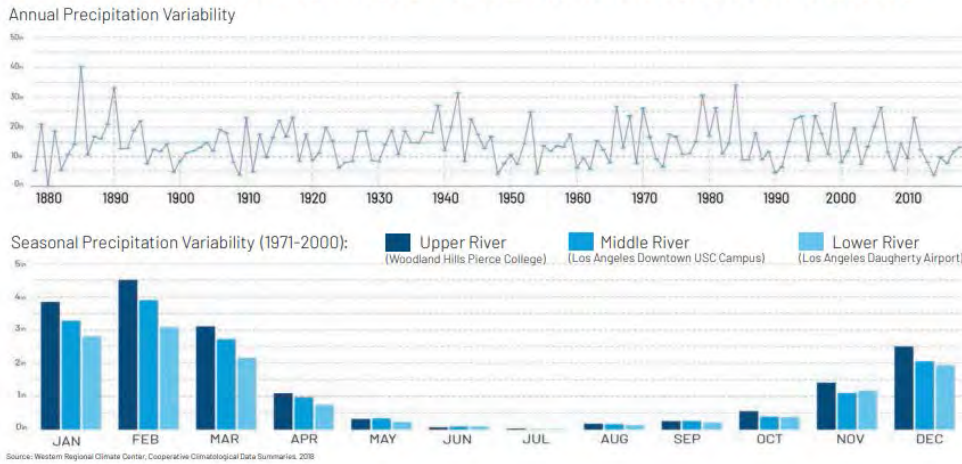 Annual Precipitation Variability
50in
40in
30in
20in
10in
0in
1880 1890 1900 1910 1920 1930 1940 1950 1960 1970 1980 1990 2000 2010
Seasonal Precipitation Variability (1971-2000): Upper River Middle River Lower River
(Woodland Hills Pierce College) (Los Angeles Downtown USC Campus) (Los Angeles Daugherty Airport)
5in
4in
3in
2in
1in
0in
JAN FEB MAR APR MAY JUN JUL AUG SEP OCT NOV DEC
Source: Western Regional Climate Center, Cooperative Climatological Data Summaries, 2018